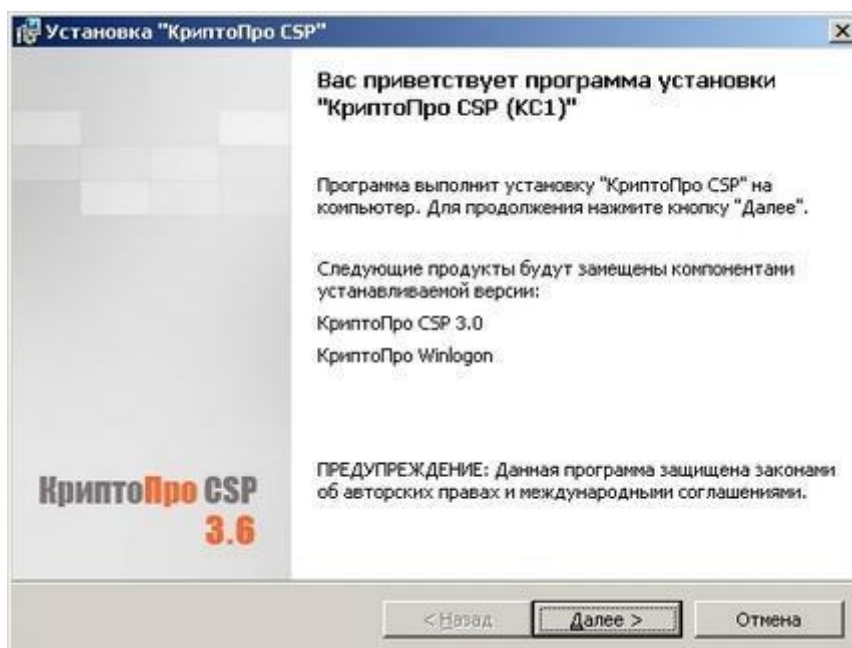 Установка "КриптоПро CSP"
Вас приветствует программа установки
"КриптоПро CSP (KC1)"
Программа выполнит установку "КриптоПро CSP" на
компьютер. Для продолжения нажмите кнопку "Далее".
Следующие продукты будут замещены компонентами
устанавливаемой версии:
КриптоПро CSP 3.0
КриптоПро Winlogon
ПРЕДУПРЕЖДЕНИЕ: Данная программа защищена законами
об авторских правах и международными соглашениями.
КриптоПро CSP
3.6
< Назад
Далее >
Отмена